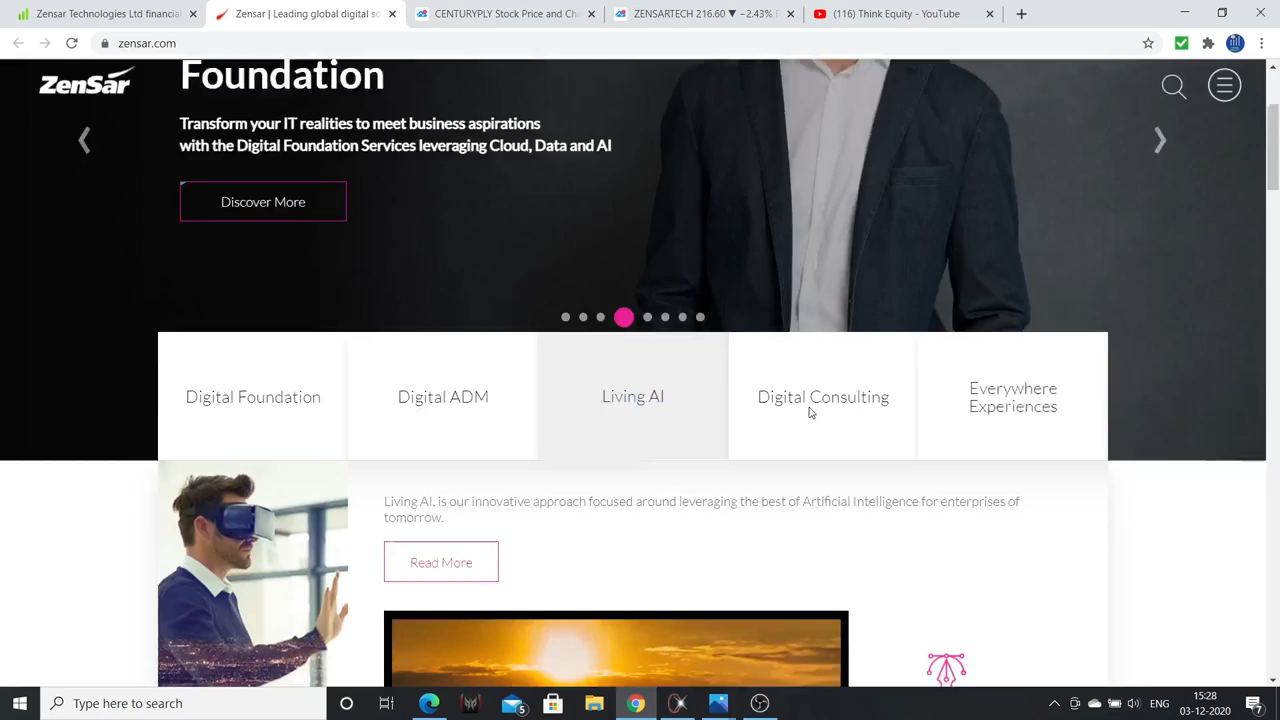 Zensar Technologies Ltd financial
Zensar | Leading global digital so
CENTURYPLY Stock Price and Cha
ZENSARTECH 216.60 ▼ −2.43%
(116) Think Equity - YouTube
zensar.com
ZenSar
Foundation
Transform your IT realities to meet business aspirations
with the Digital Foundation Services leveraging Cloud, Data and AI
Discover More
Digital Foundation
Digital ADM
Living AI
Digital Consulting
Everywhere
Experiences
Living AI, is our innovative approach focused around leveraging the best of Artificial Intelligence for enterprises of
tomorrow.
Read More
Type here to search
5
ENG
15:28
03-12-2020
7